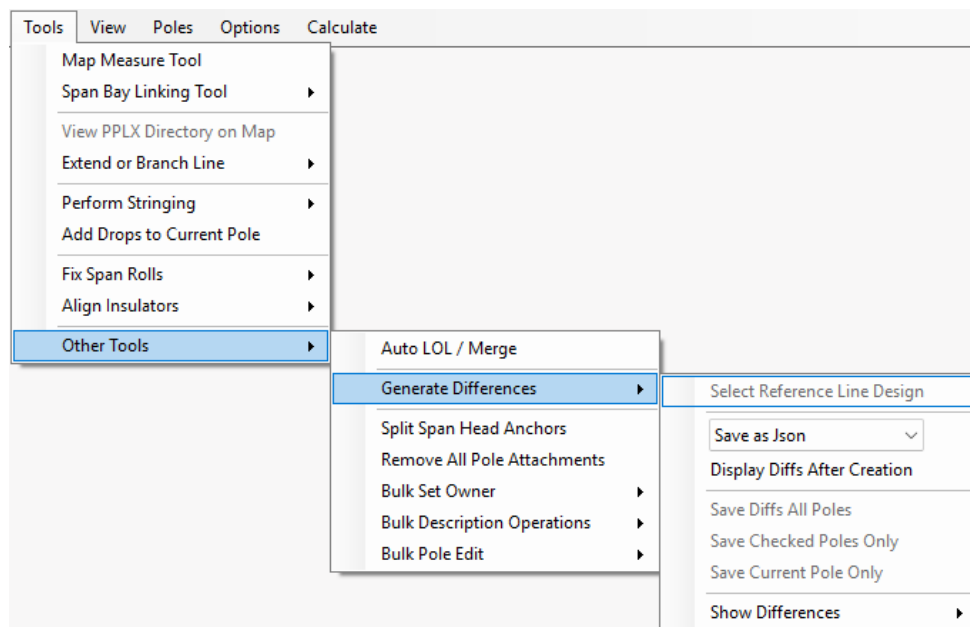 Tools View Poles Options Calculate
Map Measure Tool
Span Bay Linking Tool
View PPLX Directory on Map
Extend or Branch Line
Perform Stringing
Add Drops to Current Pole
Fix Span Rolls
Align Insulators
Other Tools
Auto LOL / Merge
Generate Differences
Split Span Head Anchors
Remove All Pole Attachments
Bulk Set Owner
Bulk Description Operations
Bulk Pole Edit
Select Reference Line Design
Save as Json
Display Diffs After Creation
Save Diffs All Poles
Save Checked Poles Only
Save Current Pole Only
Show Differences